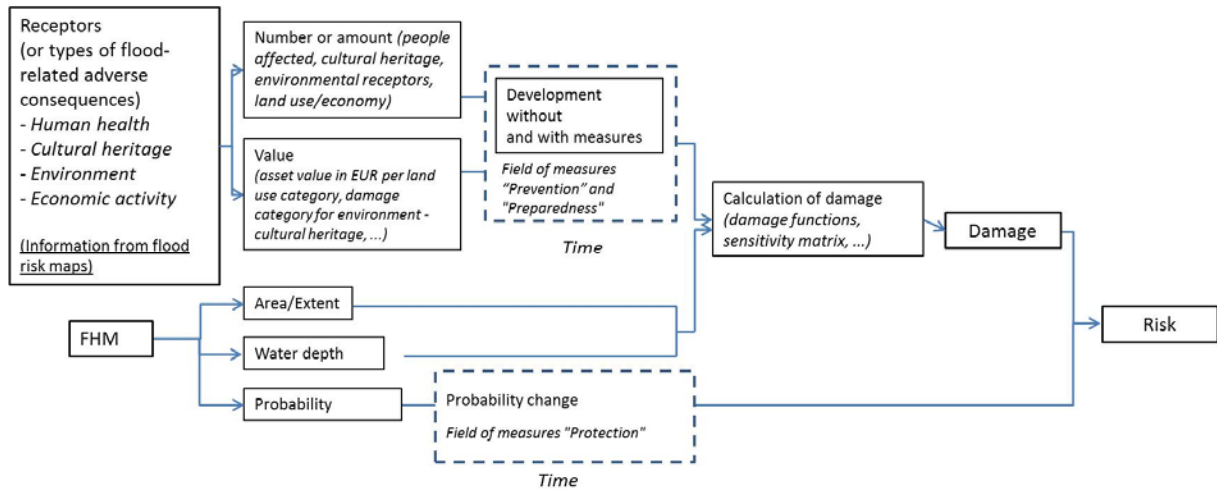 Receptors
(or types of flood-
related adverse
consequences)
- Human health
- Cultural heritage
- Environment
- Economic activity
(Information from flood
risk maps)
Number or amount (people
affected, cultural heritage,
environmental receptors,
land use/economy)
Value
(asset value in EUR per land
use category, damage
category for environment -
cultural heritage, ...)
Development
without
and with measures
Field of measures
“Prevention” and
"Preparedness"
Time
Calculation of damage
(damage functions,
sensitivity matrix, ...)
Damage
Risk
FHM
Area/Extent
Water depth
Probability
Probability change
Field of measures "Protection"
Time